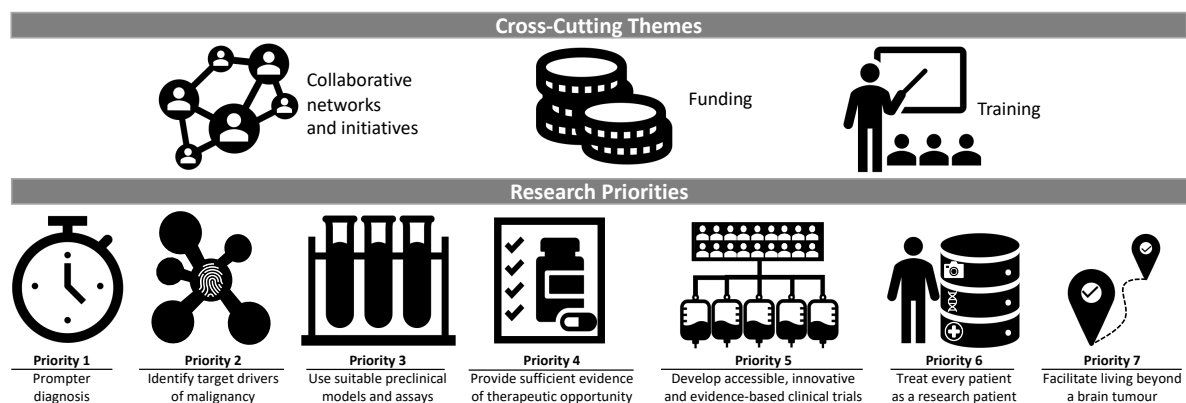 Cross-Cutting Themes
Collaborative
networks
and initiatives
Funding
Training
Research Priorities
Priority 1
Prompter
diagnosis
Priority 2
Identify target drivers
of malignancy
Priority 3
Use suitable preclinical
models and assays
Priority 4
Provide sufficient evidence
of therapeutic opportunity
Priority 5
Develop accessible, innovative
and evidence-based clinical trials
Priority 6
Treat every patient
as a research patient
Priority 7
Facilitate living beyond
a brain tumour